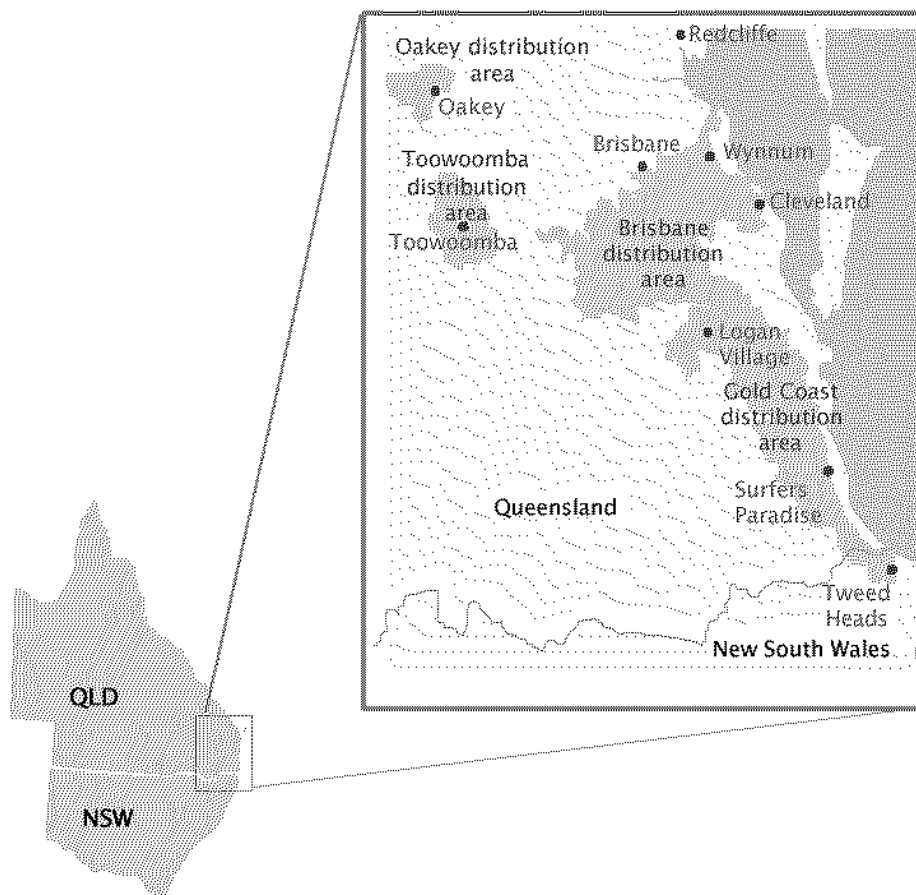 Redcliffe
Oakey distribution
area
Oakey
Brisbane
Wynnum
Toowoomba
distribution
area
Toowoomba
Cleveland
Brisbane
distribution
area
Logan
Village
Gold Coast
distribution
area
Surfers
Paradise
Queensland
Tweed
Heads
New South Wales
QLD
NSW